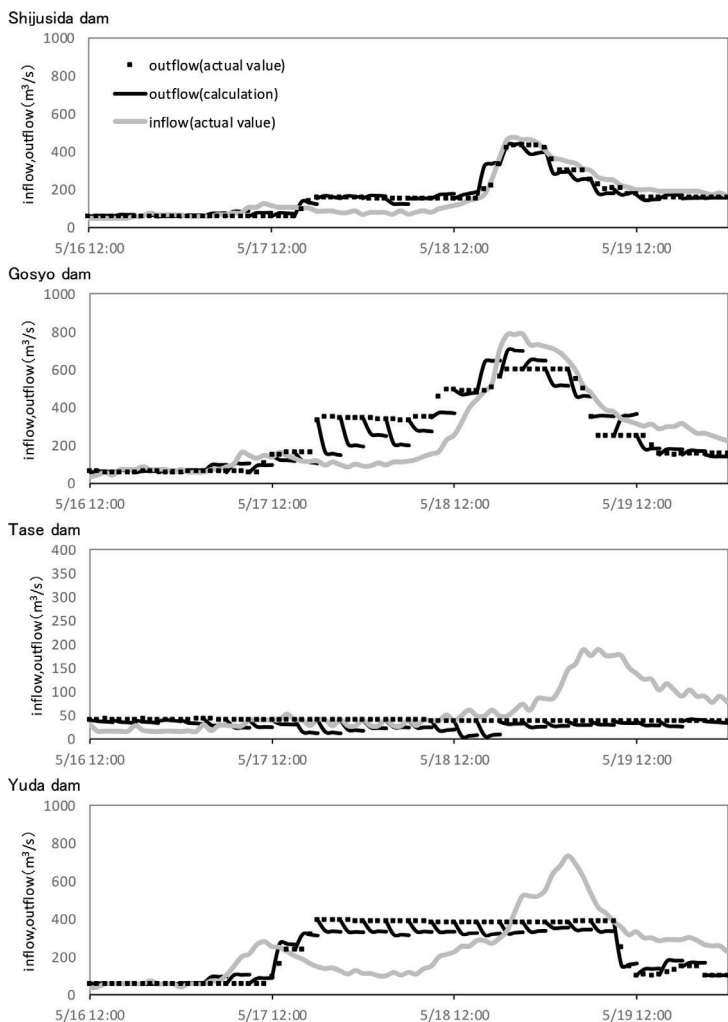 Shijusida dam
inflow,outflow(m³/s)
1000
800
600
400
200
0
outflow(actual value)
outflow(calculation)
inflow(actual value)
5/16 12:00 5/17 12:00 5/18 12:00 5/19 12:00
Gosyo dam
inflow,outflow(m³/s)
1000
800
600
400
200
0
5/16 12:00 5/17 12:00 5/18 12:00 5/19 12:00
Tase dam
inflow,outflow(m³/s)
400
350
300
250
200
150
100
50
0
5/16 12:00 5/17 12:00 5/18 12:00 5/19 12:00
Yuda dam
inflow,outflow(m³/s)
1000
800
600
400
200
0
5/16 12:00 5/17 12:00 5/18 12:00 5/19 12:00